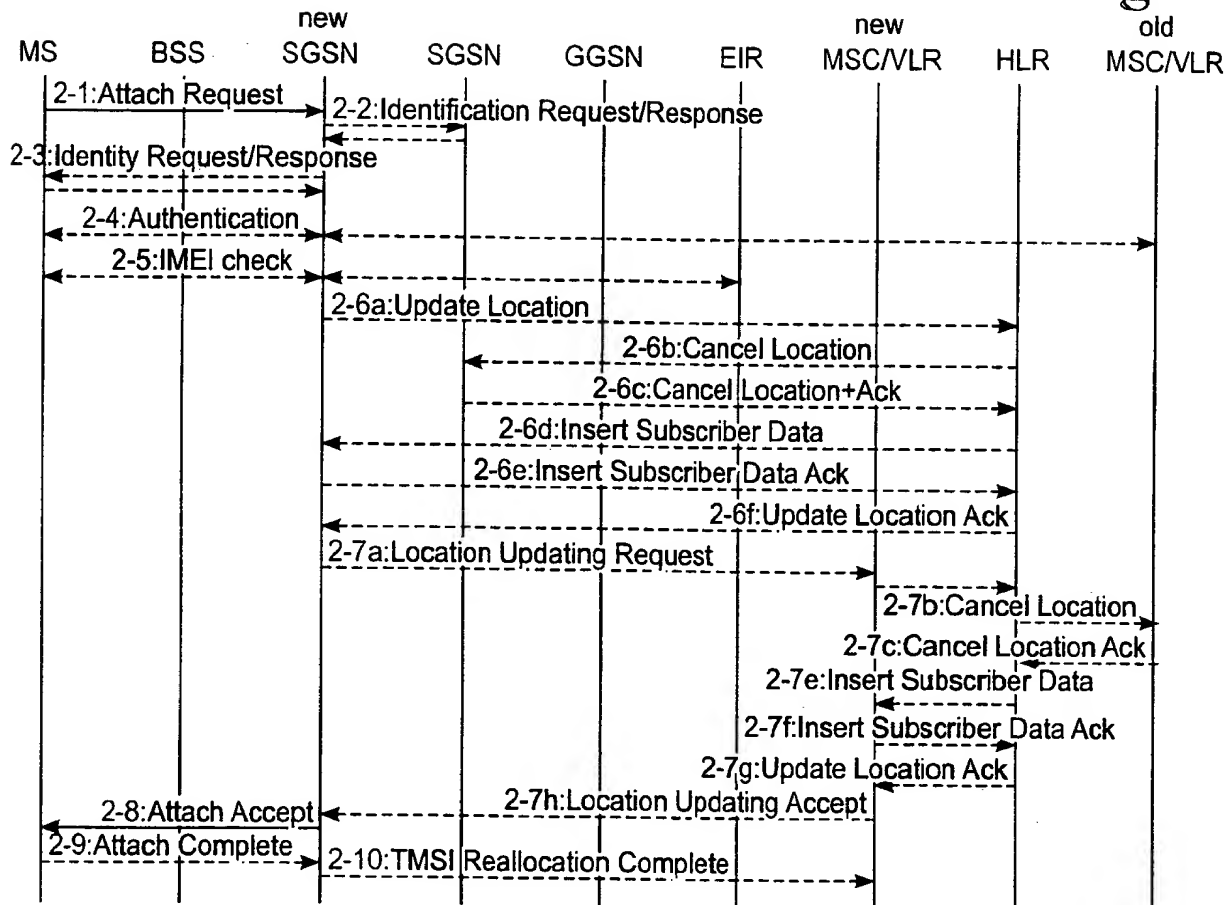 g
new
new
old
MS BSS SGSN SGSN GGSN EIR MSC/VLR HLR MSC/VLR
2-1:Attach Request
2-2:Identification Request/Response
2-3:Identity Request/Response
2-4:Authentication
2-5:IMEI check
2-6a:Update Location
2-6b:Cancel Location
2-6c:Cancel Location+Ack
2-6d:Insert Subscriber Data
2-6e:Insert Subscriber Data Ack
2-6f:Update Location Ack
2-7a:Location Updating Request
2-7b:Cancel Location
2-7c:Cancel Location Ack
2-7e:Insert Subscriber Data
2-7f:Insert Subscriber Data Ack
2-7g:Update Location Ack
2-7h:Location Updating Accept
2-8:Attach Accept
2-9:Attach Complete
2-10:TMSI Reallocation Complete